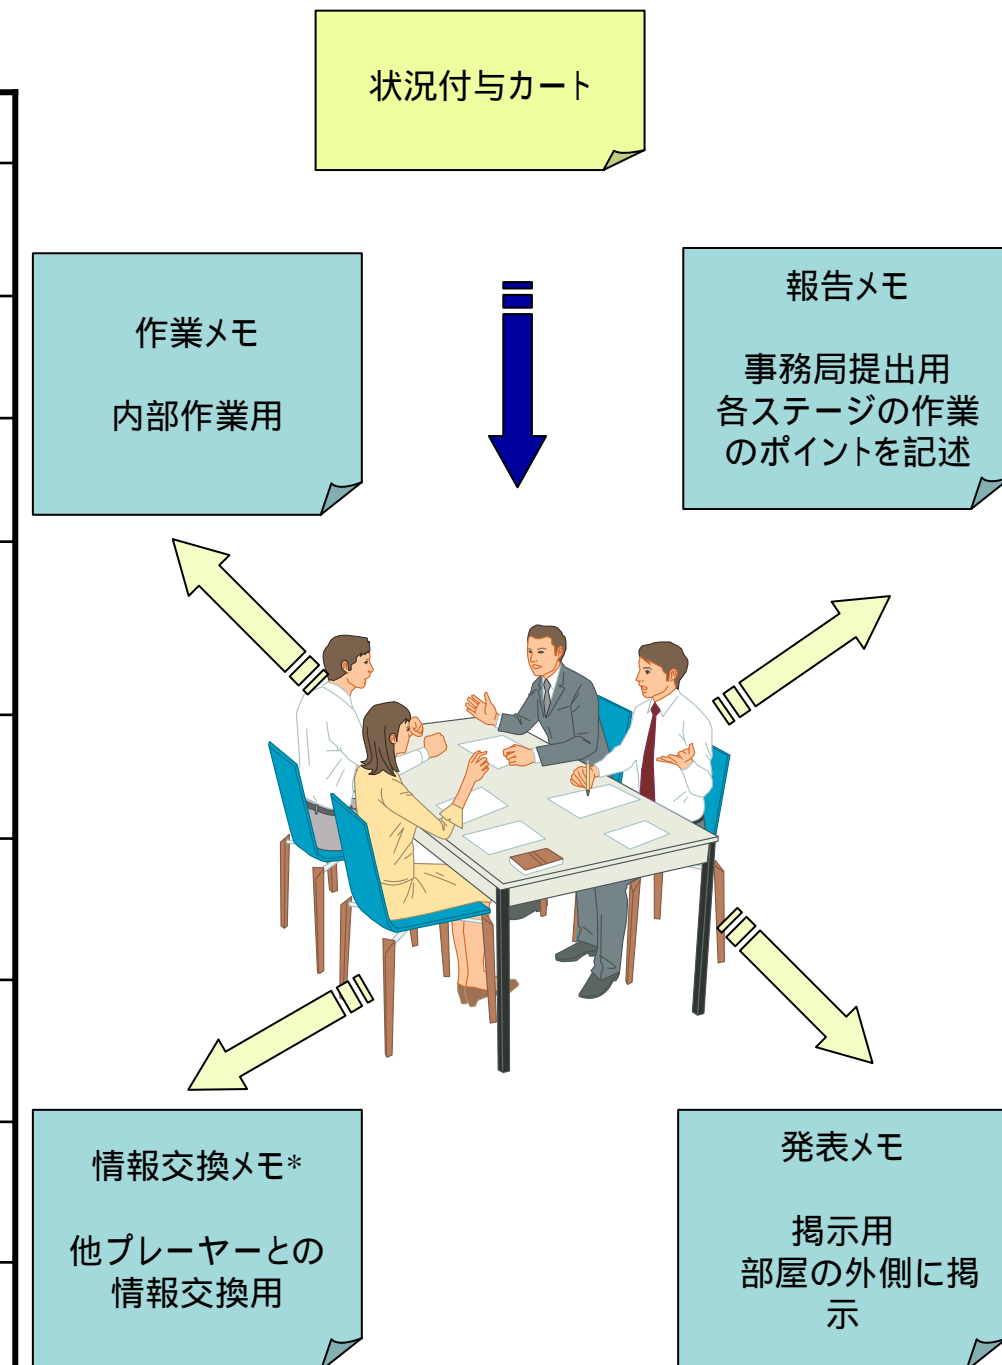 状況付与カート
作業メモ
内部作業用
報告メモ
事務局提出用
各ステージの作業
のポイントを記述
情報交換メモ*
他プレーヤーとの
情報交換用
発表メモ
掲示用
部屋の外側に掲
示